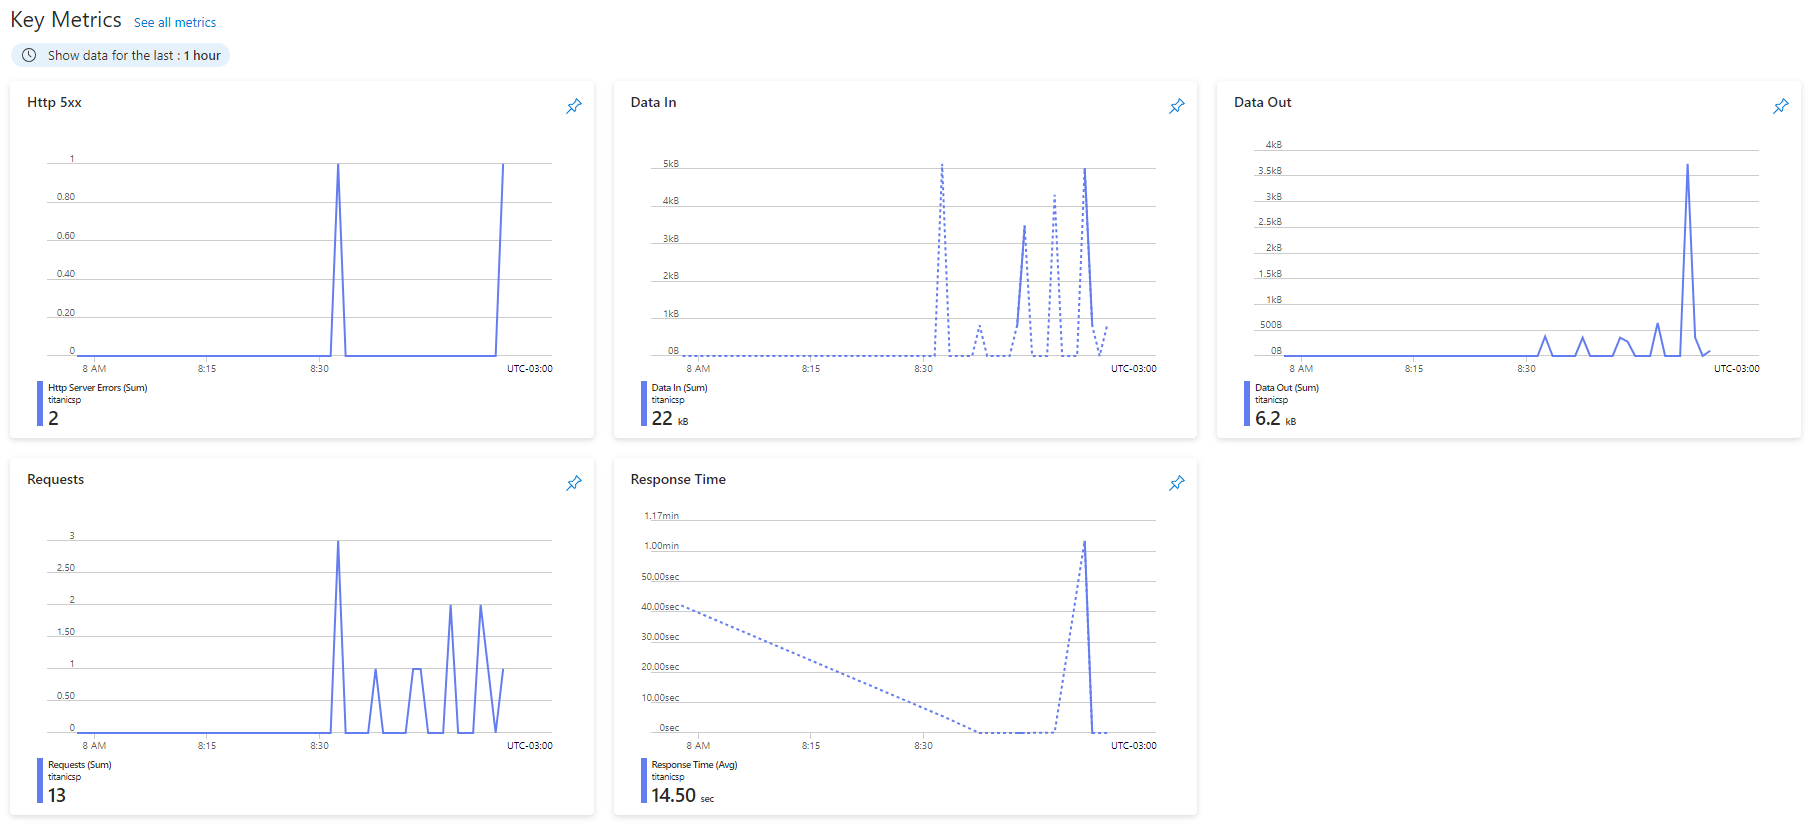 Key Metrics See all metrics
Show data for the last : 1 hour
Http 5xx
1
0.80
0.60
0.40
0.20
0
8 AM 8:15 8:30 UTC-03:00
Http Server Errors (Sum)
titanicsp
2
Data In
5kB
4kB
3kB
2kB
1kB
0B
8 AM 8:15 8:30 UTC-03:00
Data In (Sum)
titanicsp
22 kB
Data Out
4kB
3.5kB
3kB
2.5kB
2kB
1.5kB
1kB
500B
0B
8 AM 8:15 8:30 UTC-03:00
Data Out (Sum)
titanicsp
6.2 kB
Requests
3
2.50
2
1.50
1
0.50
0
8 AM 8:15 8:30 UTC-03:00
Requests (Sum)
titanicsp
13
Response Time
1.17min
1.00min
50.00sec
40.00sec
30.00sec
20.00sec
10.00sec
0sec
8 AM 8:15 8:30 UTC-03:00
Response Time (Avg)
titanicsp
14.50 sec